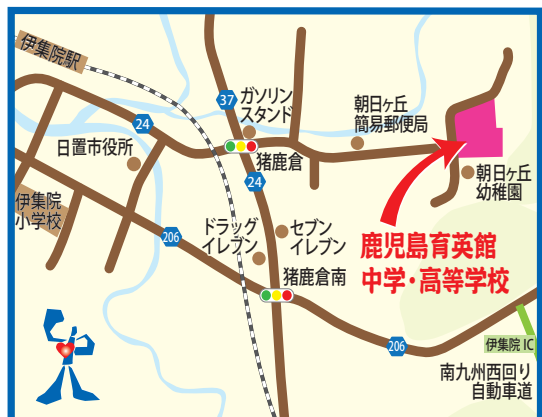 伊集院駅
37
ガソリン
スタンド
朝日ヶ丘
簡易郵便局
24
日置市役所
猪鹿倉
24
朝日ヶ丘
幼稚園
伊集院
小学校
206
ドラッグ
イレブン
セブン
イレブン
鹿児島育英館
中学・高等学校
猪鹿倉南
206
伊集院 IC
南九州西回り
自動車道